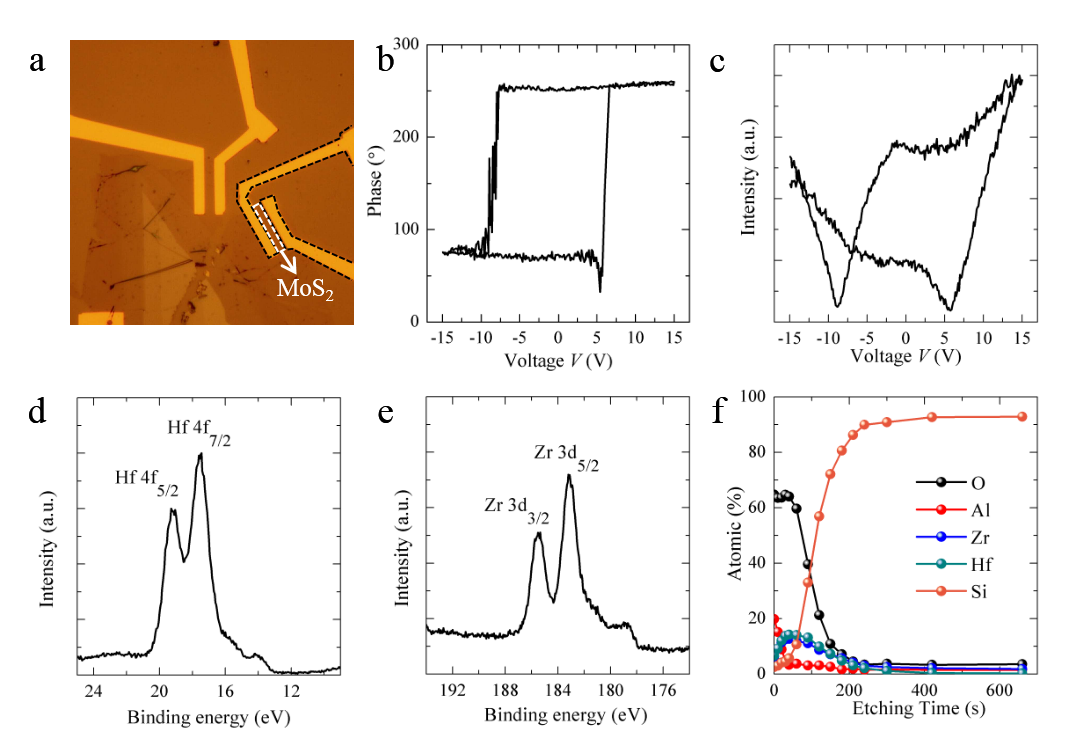 a
MoS2
b
300
200
100
0
Phase (°)
-15 -10 -5 0 5 10 15
Voltage V (V)
c
Intensity (a.u.)
-15 -10 -5 0 5 10 15
Voltage V (V)
d
Hf 4f7/2
Hf 4f5/2
Intensity (a.u.)
24 20 16 12
Binding energy (eV)
e
Zr 3d5/2
Zr 3d3/2
Intensity (a.u.)
192 188 184 180 176
Binding energy (eV)
f
100
80
60
40
20
0
Atomic (%)
O
Al
Zr
Hf
Si
0 200 400 600
Etching Time (s)